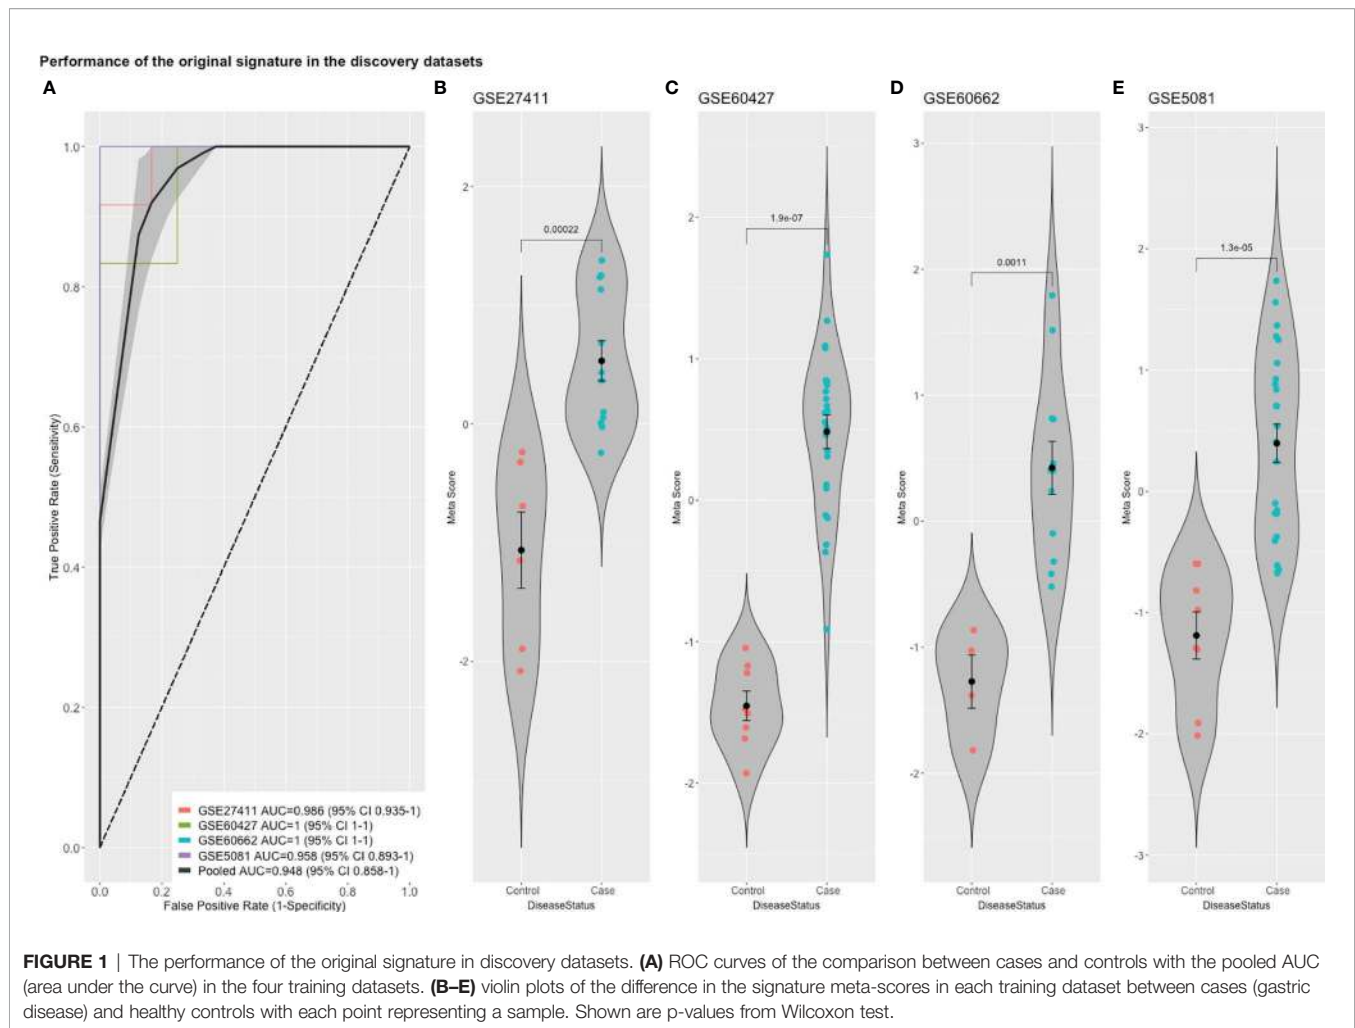 Performance of the original signature in the discovery datasets
A
B
C
D
E
GSE27411
GSE60427
GSE60662
GSE5081
True Positive Rate (Sensitivity)
1.0
0.8
0.6
0.4
0.2
0.0
GSE27411 AUC=0.986 (95% CI 0.935-1)
GSE60427 AUC=1 (95% CI 1-1)
GSE60662 AUC=1 (95% CI 1-1)
GSE5081 AUC=0.958 (95% CI 0.893-1)
Pooled AUC=0.948 (95% CI 0.858-1)
0.0 0.2 0.4 0.6 0.8 1.0
False Positive Rate (1-Specificity)
Meta Score
2
0
-2
0.00022
Control Case
DiseaseStatus
Meta Score
2
1
0
-1
-2
1.9e-07
Control Case
DiseaseStatus
Meta Score
3
2
1
0
-1
-2
0.0011
Control Case
DiseaseStatus
Meta Score
3
2
1
0
-1
-2
-3
1.3e-05
Control Case
DiseaseStatus
FIGURE 1 | The performance of the original signature in discovery datasets. (A) ROC curves of the comparison between cases and controls with the pooled AUC
(area under the curve) in the four training datasets. (B–E) violin plots of the difference in the signature meta-scores in each training dataset between cases (gastric
disease) and healthy controls with each point representing a sample. Shown are p-values from Wilcoxon test.